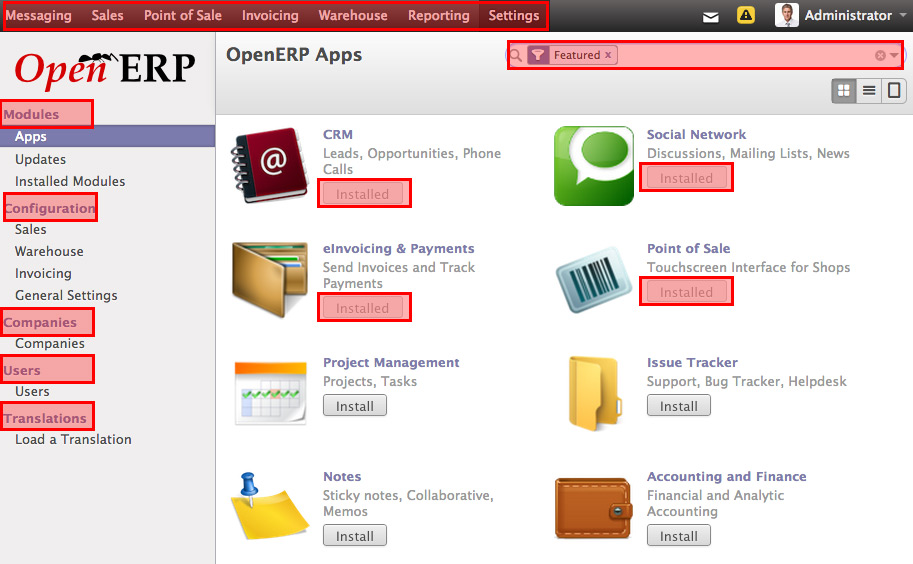 Messaging Sales Point of Sale Invoicing Warehouse Reporting Settings Administrator
Open ERP
OpenERP Apps
Featured x
Modules
Apps
Updates
Installed Modules
Configuration
Sales
Warehouse
Invoicing
General Settings
Companies
Companies
Users
Users
Translations
Load a Translation
CRM
Leads, Opportunities, Phone
Calls
Installed
Social Network
Discussions, Mailing Lists, News
Installed
eInvoicing & Payments
Send Invoices and Track
Payments
Installed
Point of Sale
Touchscreen Interface for Shops
Installed
Project Management
Projects, Tasks
Install
Issue Tracker
Support, Bug Tracker, Helpdesk
Install
Notes
Sticky notes, Collaborative,
Memos
Install
Accounting and Finance
Financial and Analytic
Accounting
Install